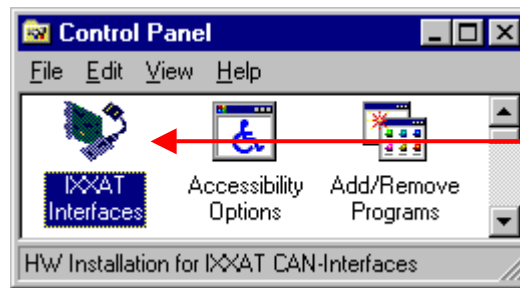 Control Panel
File Edit View Help
IXXAT Interfaces
Accessibility Options
Add/Remove Programs
HW Installation for IXXAT CAN-Interfaces